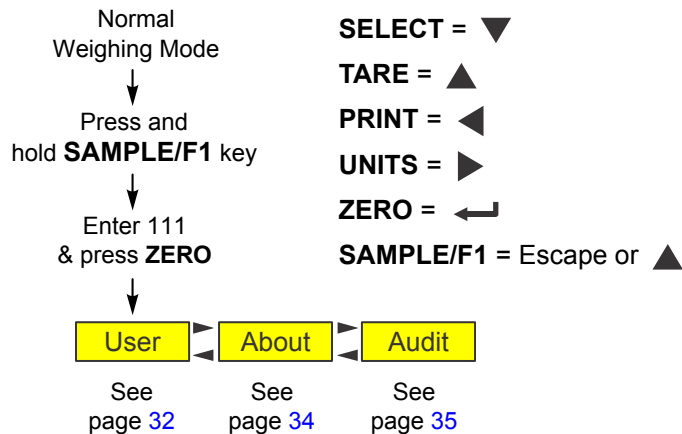 Normal
Weighing Mode
Press and
hold SAMPLE/F1 key
Enter 111
& press ZERO
User
About
Audit
See
page 32
See
page 34
See
page 35
SELECT = ▼
TARE = ▲
PRINT = ◀
UNITS = ▶
ZERO = ↵
SAMPLE/F1 = Escape or ▲